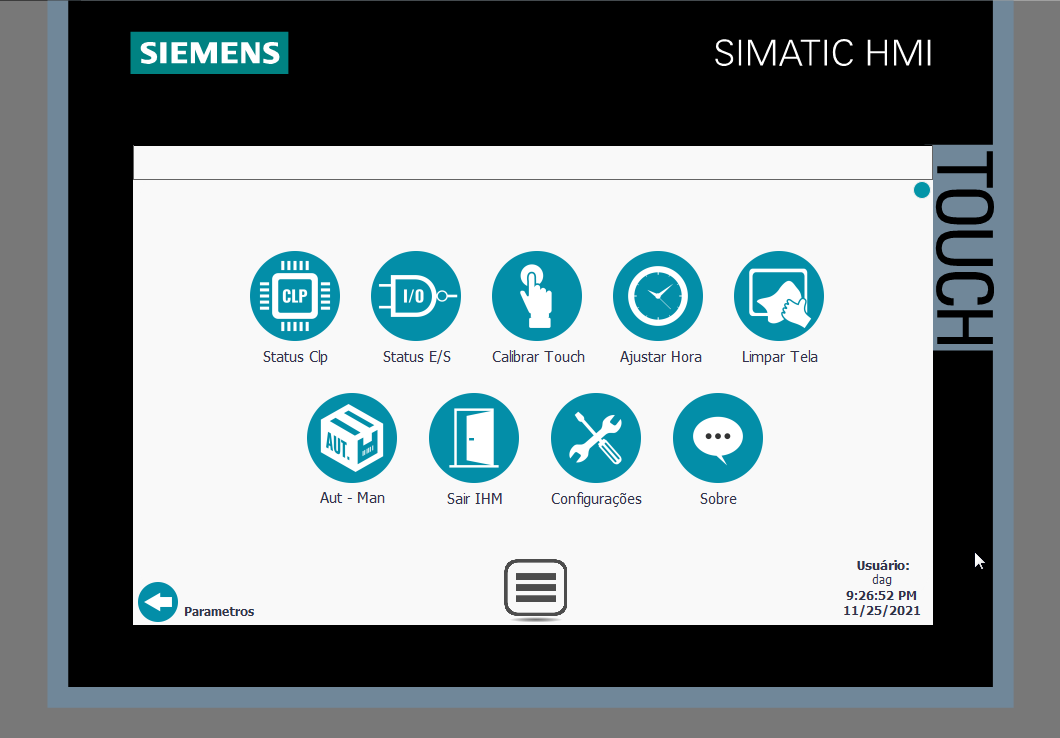 SIEMENS
SIMATIC HMI
TOUCH
CLP
I/O
Status Clp
Status E/S
Calibrar Touch
Ajustar Hora
Limpar Tela
AUT.
Aut - Man
Sair IHM
Configurações
Sobre
Parametros
Usuário:
dag
9:26:52 PM
11/25/2021